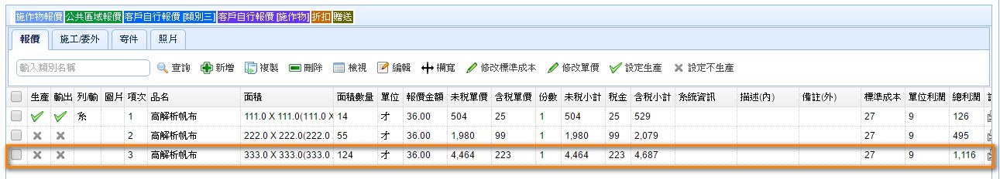 施作物報價 公共區域報價 客戶自行報價 [類別三] 客戶自行報價 [施作物] 折扣 贈送
報價 施工/委外 寄件 照片
輸入類別名稱 查詢 新增 複製 刪除 檢視 編輯 欄寬 修改標準成本 修改單價 設定生產 設定不生產
生產 輸出 列/輸 圖片 項次 品名 面積 面積數量 單位 報價金額 未稅單價 含稅單價 份數 未稅小計 稅金 含稅小計 系統資訊 描述(內) 備註(外) 標準成本 單位利潤 總利潤
糸 1 高解析帆布 111.0 X 111.0(111.0 X 14 才 36.00 504 25 1 504 25 529 27 9 126
2 高解析帆布 222.0 X 222.0(222.0 . 55 才 36.00 1,980 99 1 1,980 99 2,079 27 9 495
3 高解析帆布 333.0 X 333.0(333.0 . 124 才 36.00 4,464 223 1 4,464 223 4,687 27 9 1,116